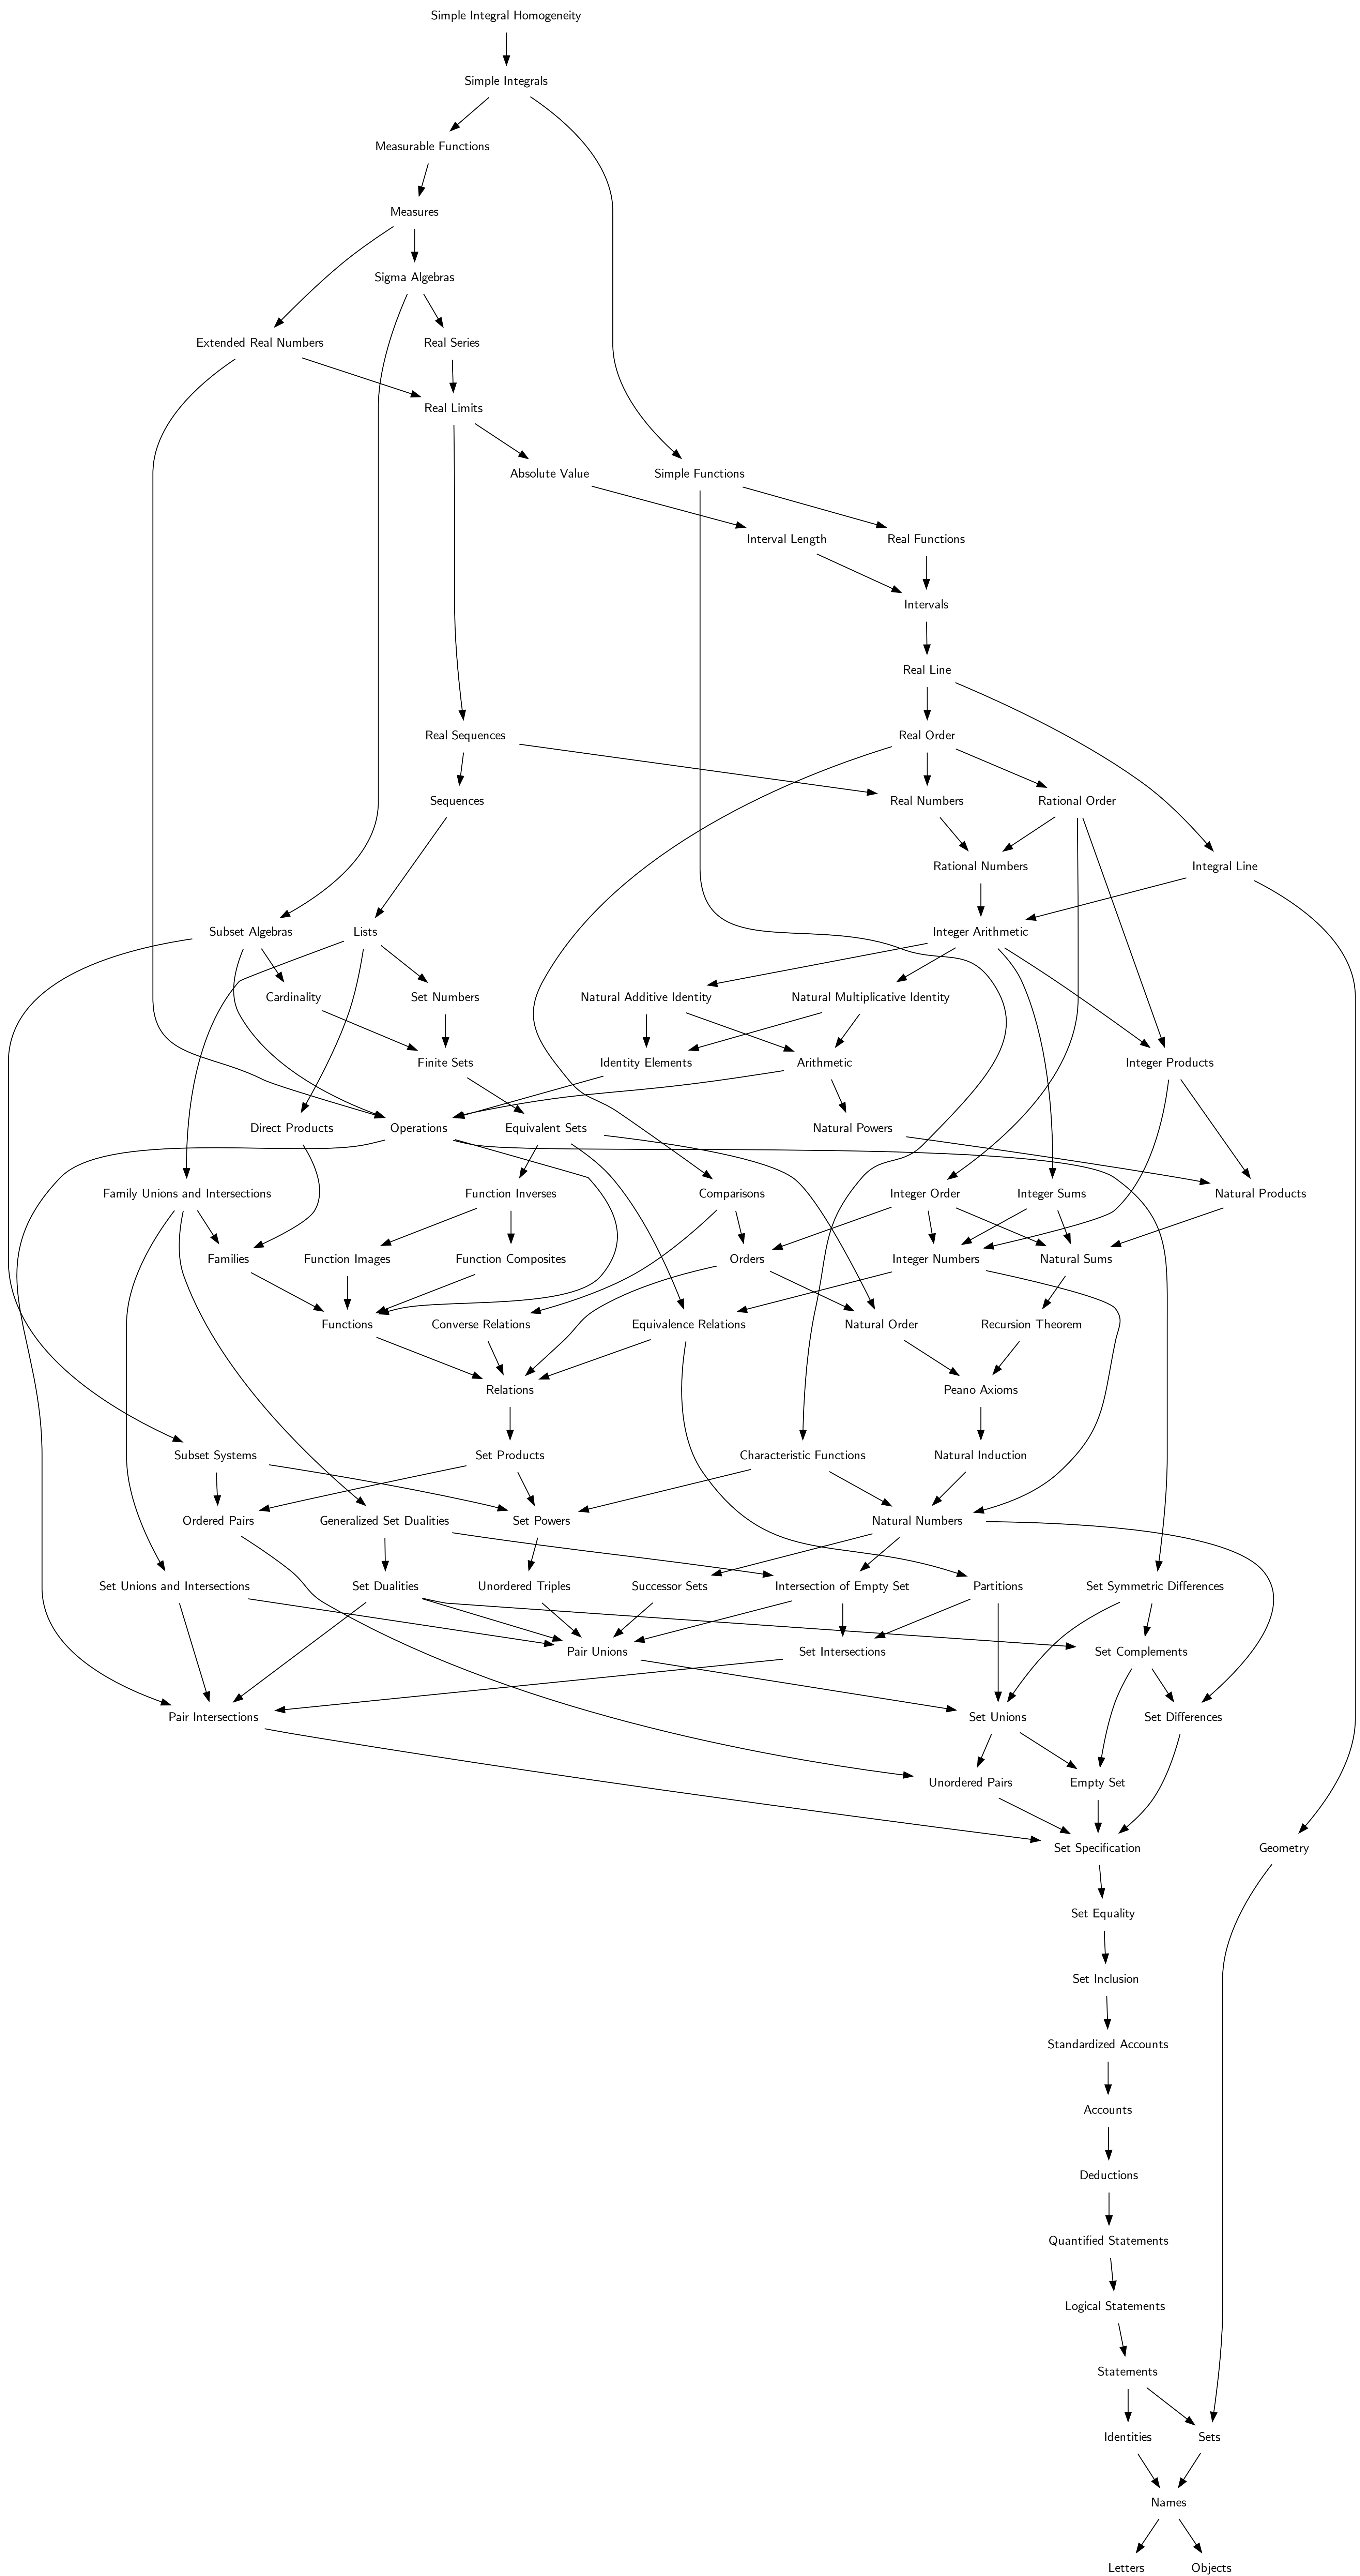 Simple Integral Homogeneity
Simple Integrals
Measurable Functions
Measures
Sigma Algebras
Extended Real Numbers
Real Series
Real Limits
Absolute Value
Simple Functions
Interval Length
Real Functions
Intervals
Real Line
Real Sequences
Real Order
Sequences
Real Numbers
Rational Order
Rational Numbers
Integral Line
Subset Algebras
Lists
Integer Arithmetic
Cardinality
Set Numbers
Natural Additive Identity
Natural Multiplicative Identity
Finite Sets
Identity Elements
Arithmetic
Integer Products
Direct Products
Operations
Equivalent Sets
Natural Powers
Family Unions and Intersections
Function Inverses
Comparisons
Integer Order
Integer Sums
Natural Products
Families
Function Images
Function Composites
Orders
Integer Numbers
Natural Sums
Functions
Converse Relations
Equivalence Relations
Natural Order
Recursion Theorem
Relations
Peano Axioms
Subset Systems
Set Products
Characteristic Functions
Natural Induction
Ordered Pairs
Generalized Set Dualities
Set Powers
Natural Numbers
Set Unions and Intersections
Set Dualities
Unordered Triples
Successor Sets
Intersection of Empty Set
Partitions
Set Symmetric Differences
Pair Unions
Set Intersections
Set Complements
Pair Intersections
Set Unions
Set Differences
Unordered Pairs
Empty Set
Set Specification
Geometry
Set Equality
Set Inclusion
Standardized Accounts
Accounts
Deductions
Quantified Statements
Logical Statements
Statements
Identities
Sets
Names
Letters
Objects